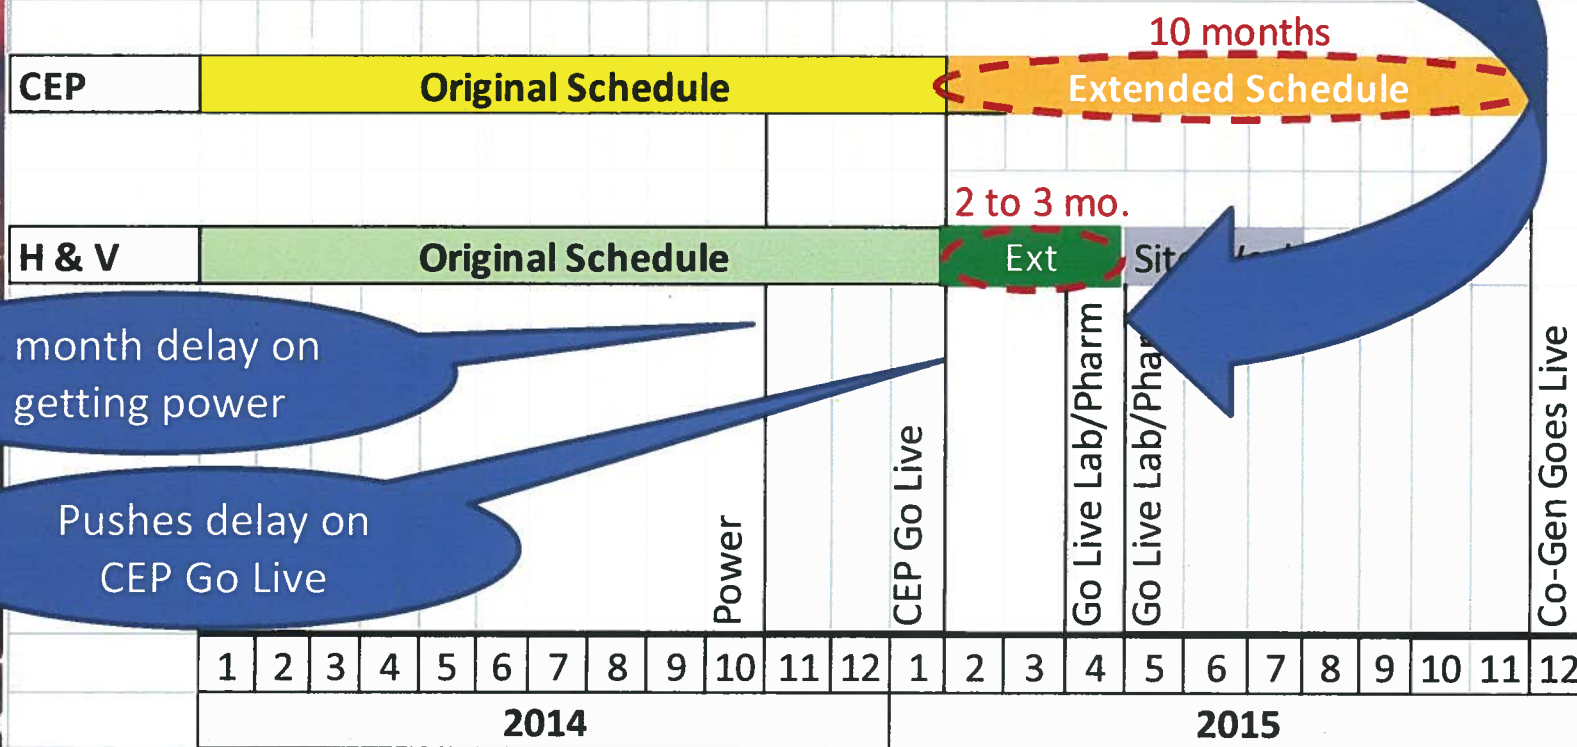 10 months
CEP
Original Schedule
Extended Schedule
2 to 3 mo.
H & V
Original Schedule
Ext
month delay on
getting power
Pushes delay on
CEP Go Live
Power
CEP Go Live
Go Live Lab/Pharm
Go Live Lab/Phar
Co-Gen Goes Live
1 2 3 4 5 6 7 8 9 10 11 12 1 2 3 4 5 6 7 8 9 10 11 12
2014 2015